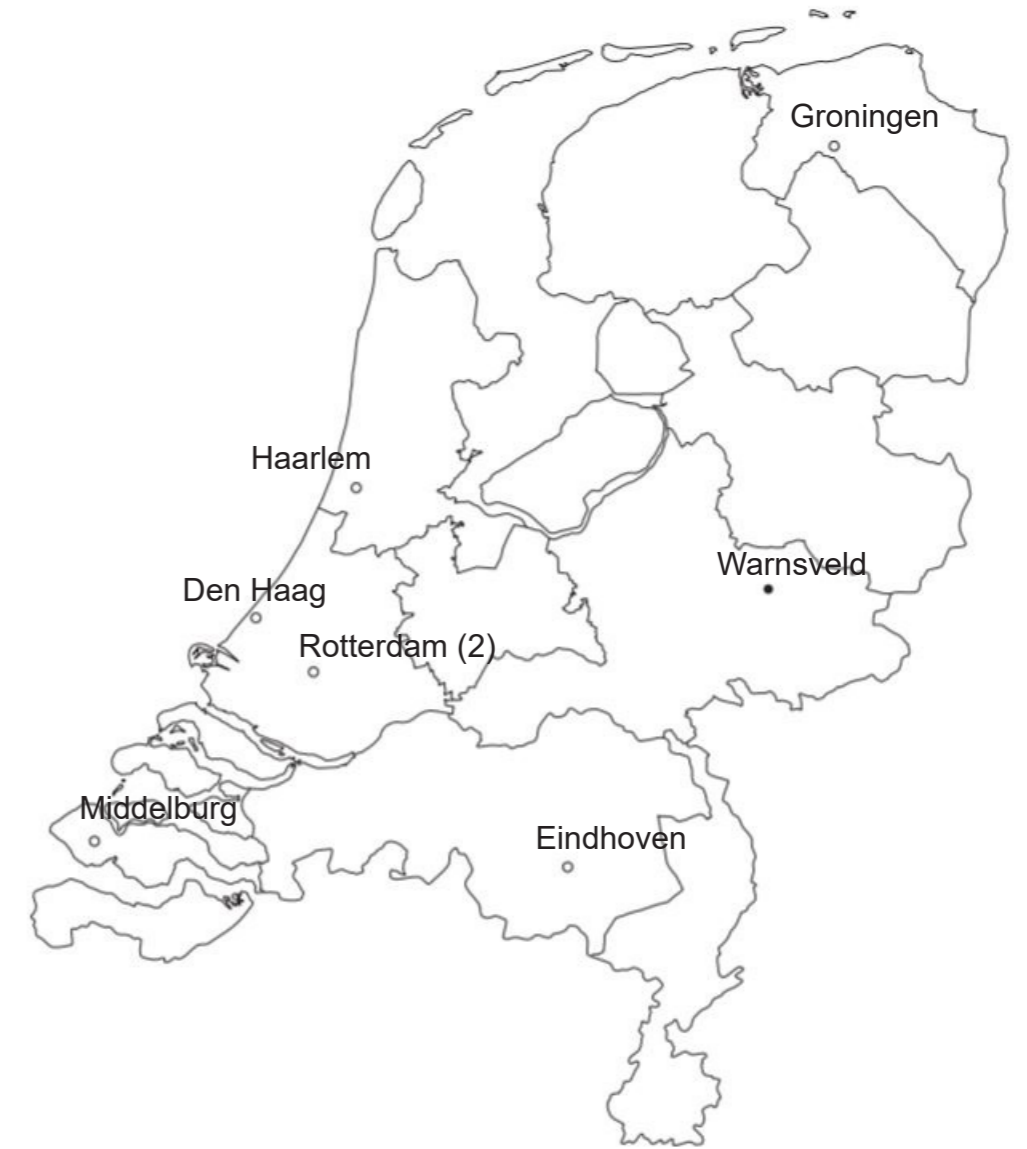 Groningen
Haarlem
Warnsveld
Den Haag
Rotterdam (2)
Middelburg
Eindhoven